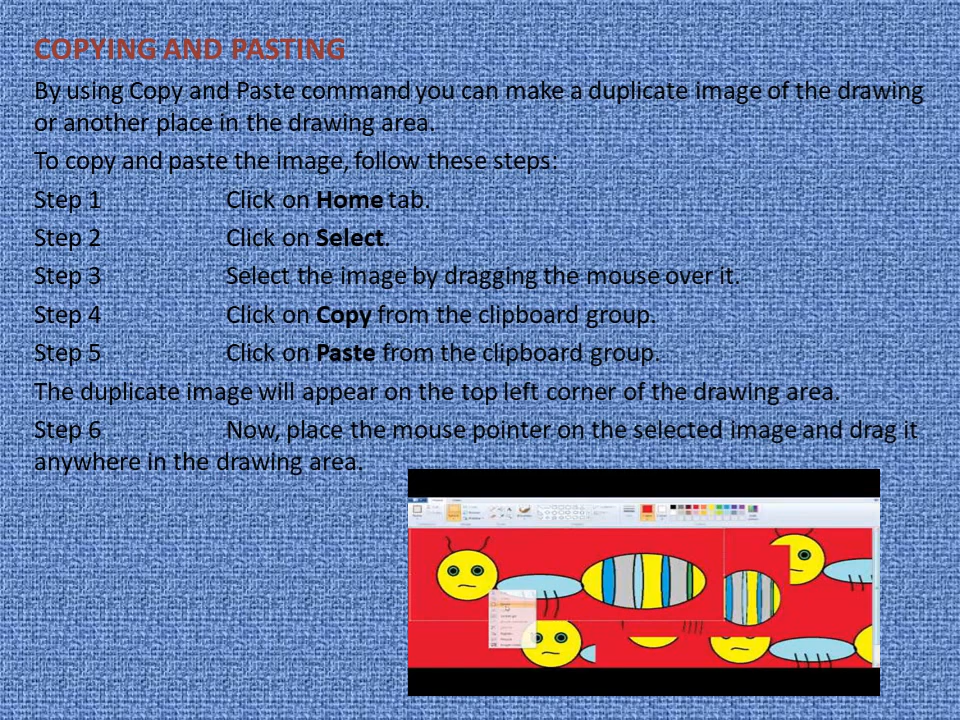 COPYING AND PASTING
By using Copy and Paste command you can make a duplicate image of the drawing
or another place in the drawing area.
To copy and paste the image, follow these steps:
Step 1 Click on Home tab.
Step 2 Click on Select.
Step 3 Select the image by dragging the mouse over it.
Step 4 Click on Copy from the clipboard group.
Step 5 Click on Paste from the clipboard group.
The duplicate image will appear on the top left corner of the drawing area.
Step 6 Now, place the mouse pointer on the selected image and drag it
anywhere in the drawing area.